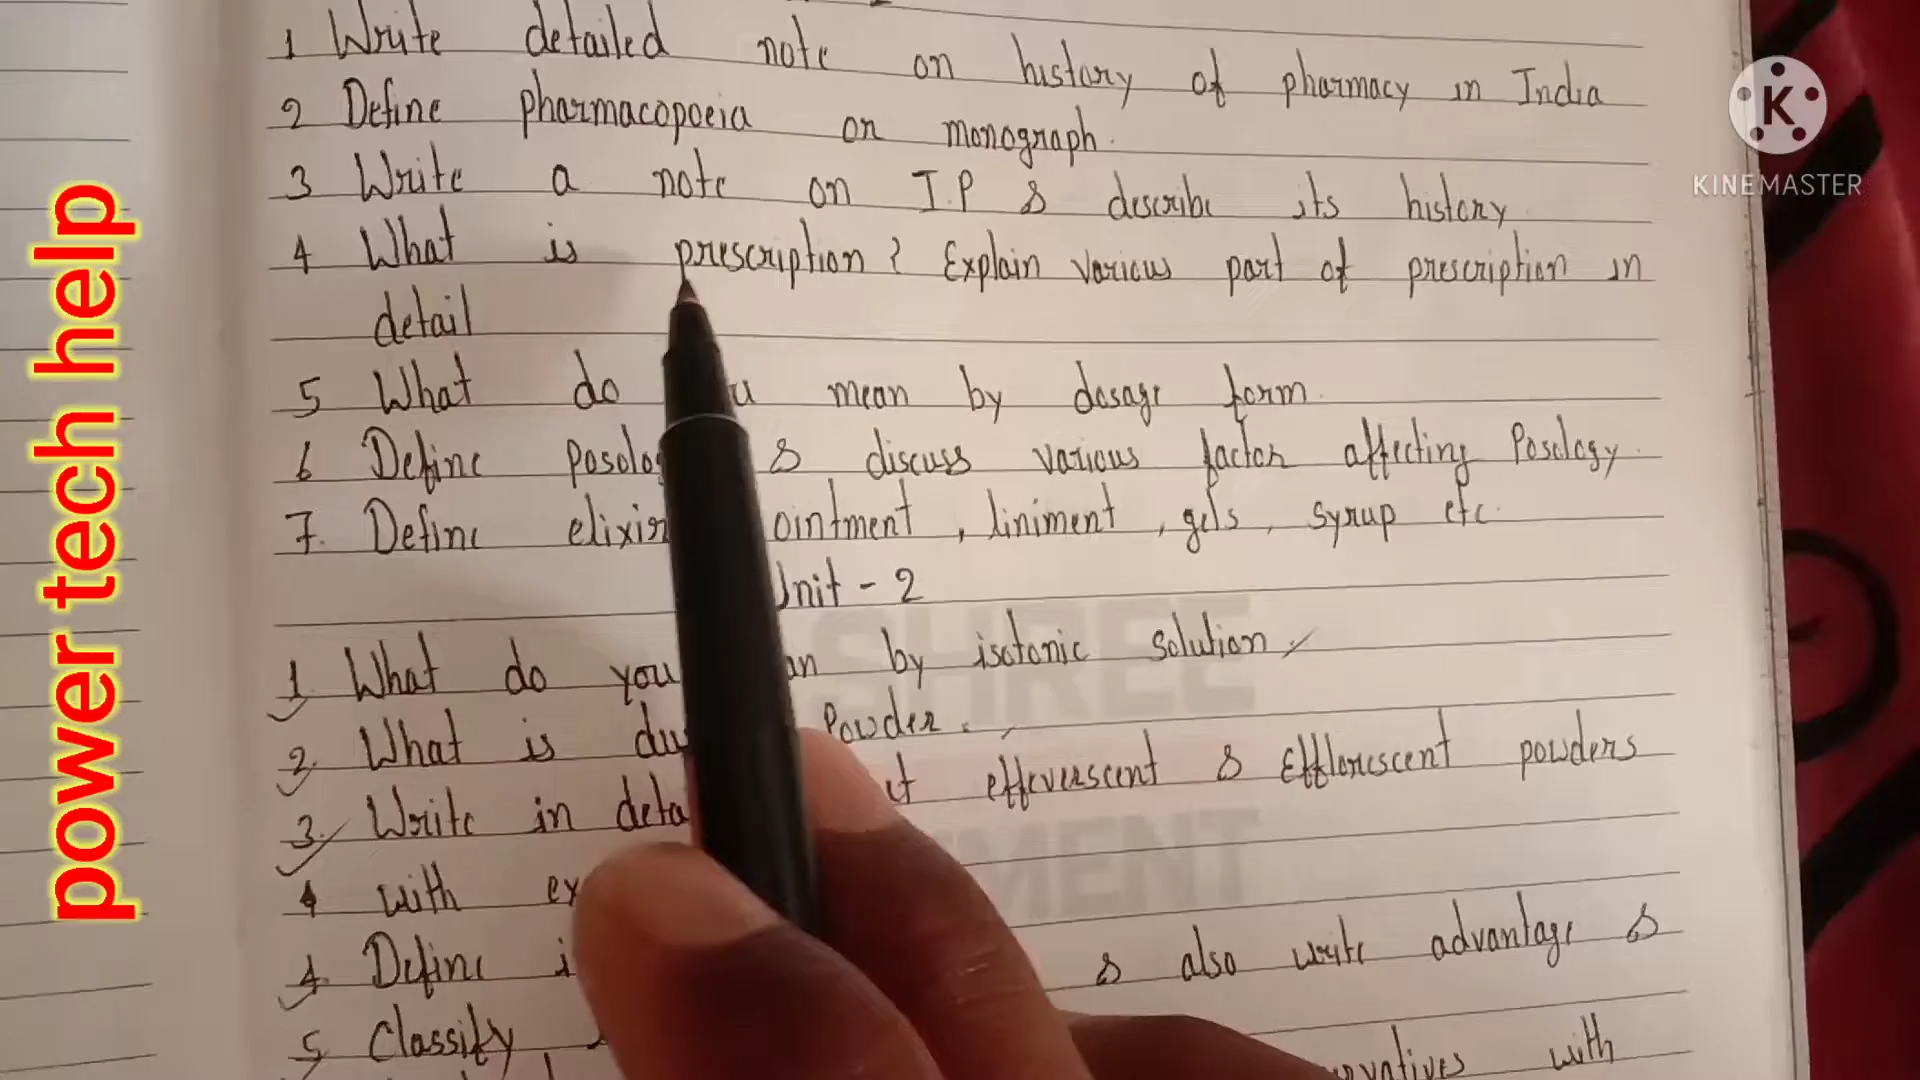 1 Write detailed note on history of pharmacy in India
2 Define pharmacopoeia or monograph.
3 Write a note on I.P & describe its history
4 What is prescription? Explain various part of prescription in
detail
5 What do mean by dosage form.
6 Define & discuss various factor affecting Posology.
7. Define elixir ointment, liniment, gels, syrup etc.
Unit - 2
1. What do you by isotonic solution
2. What is Powder.
3. Write in effeverscent & Efflorescent powders
4 with
4. Define & also write advantage &
5 Classify
with
KINEMASTER
K
power tech help
SHREE